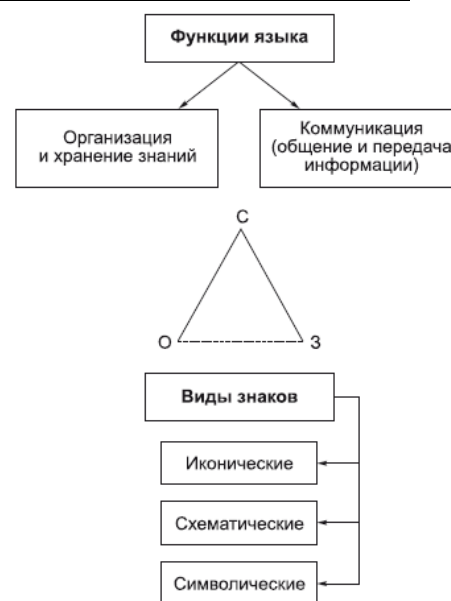 Функции языка
Организация
и хранение знаний
Коммуникация
(общение и передача
информации)
С
О
З
Виды знаков
Иконические
Схематические
Символические